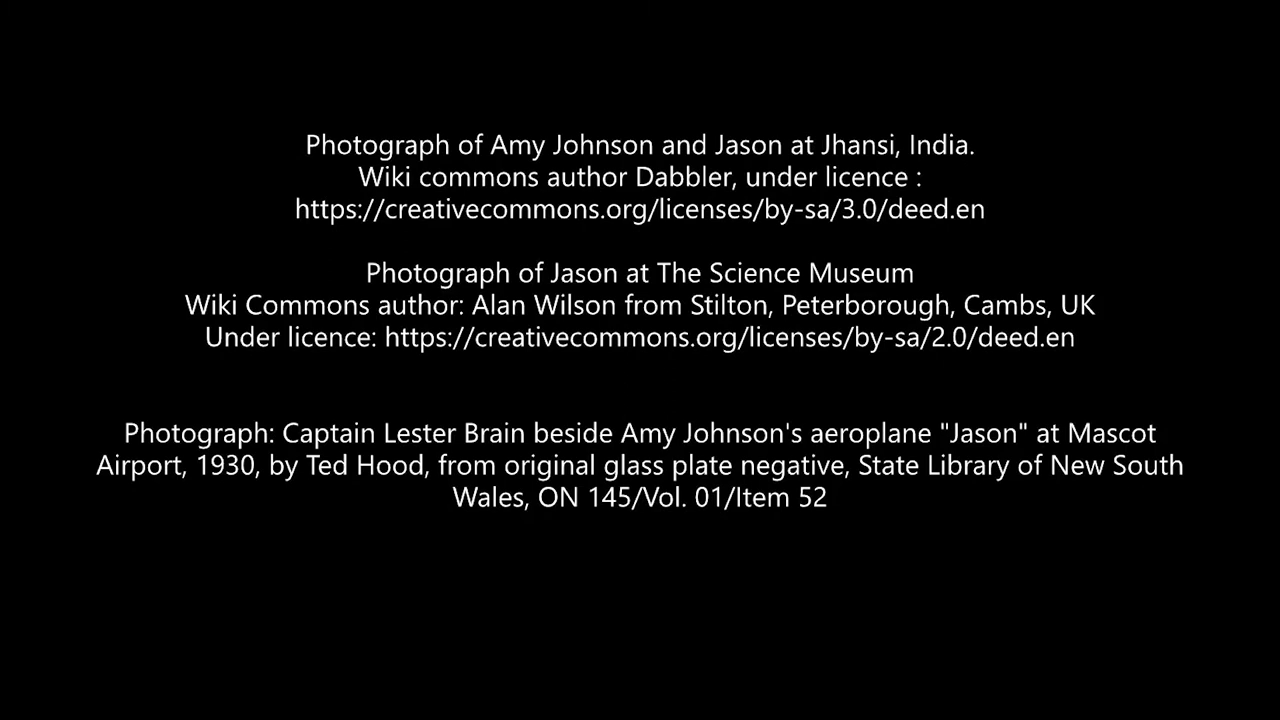 Photograph of Amy Johnson and Jason at Jhansi, India.
Wiki commons author Dabbler, under licence :
https://creativecommons.org/licenses/by-sa/3.0/deed.en
Photograph of Jason at The Science Museum
Wiki Commons author: Alan Wilson from Stilton, Peterborough, Cambs, UK
Under licence: https://creativecommons.org/licenses/by-sa/2.0/deed.en
Photograph: Captain Lester Brain beside Amy Johnson's aeroplane "Jason" at Mascot
Airport, 1930, by Ted Hood, from original glass plate negative, State Library of New South
Wales, ON 145/Vol. 01/Item 52